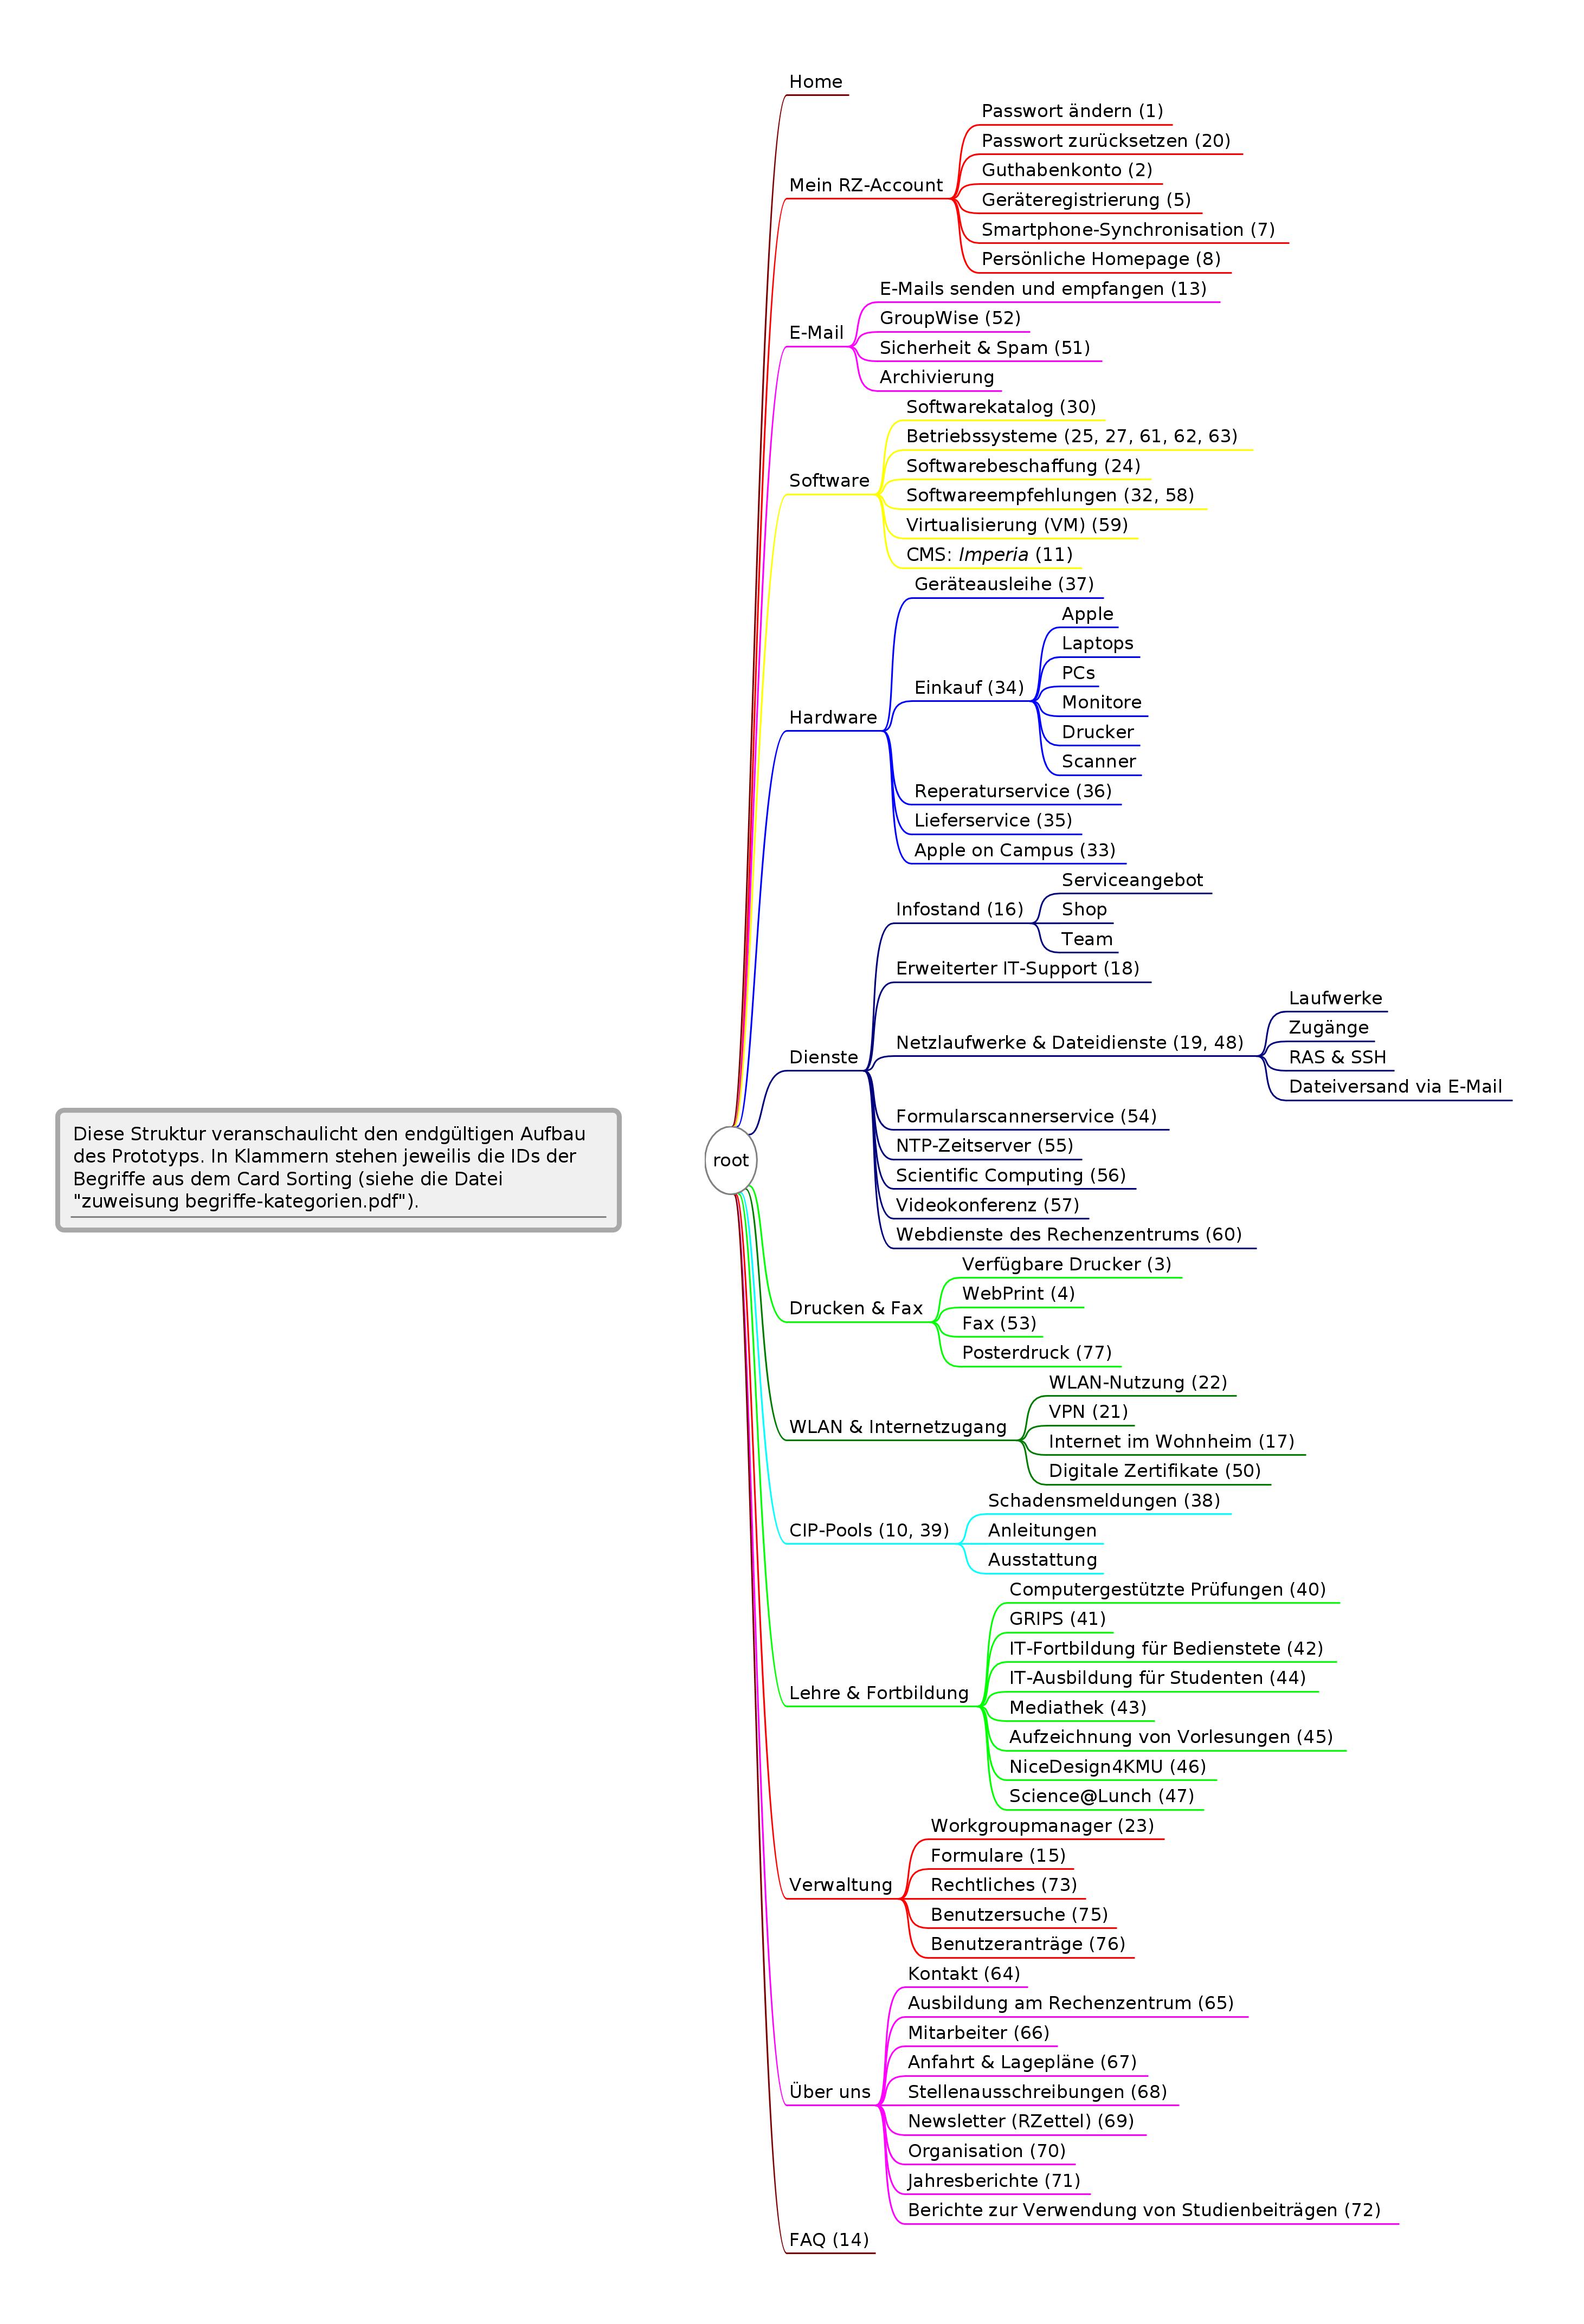 Home
Mein RZ-Account
Passwort ändern (1)
Passwort zurücksetzen (20)
Guthabenkonto (2)
Geräteregistrierung (5)
Smartphone-Synchronisation (7)
Persönliche Homepage (8)
E-Mail
E-Mails senden und empfangen (13)
GroupWise (52)
Sicherheit & Spam (51)
Archivierung
Software
Softwarekatalog (30)
Betriebssysteme (25, 27, 61, 62, 63)
Softwarebeschaffung (24)
Softwareempfehlungen (32, 58)
Virtualisierung (VM) (59)
CMS: Imperia (11)
Hardware
Geräteausleihe (37)
Einkauf (34)
Apple
Laptops
PCs
Monitore
Drucker
Scanner
Reperaturservice (36)
Lieferservice (35)
Apple on Campus (33)
Dienste
Infostand (16)
Serviceangebot
Shop
Team
Erweiterter IT-Support (18)
Netzlaufwerke & Dateidienste (19, 48)
Laufwerke
Zugänge
RAS & SSH
Dateiversand via E-Mail
Formularscannerservice (54)
NTP-Zeitserver (55)
Scientific Computing (56)
Videokonferenz (57)
Webdienste des Rechenzentrums (60)
Diese Struktur veranschaulicht den endgültigen Aufbau
des Prototyps. In Klammern stehen jeweilis die IDs der
Begriffe aus dem Card Sorting (siehe die Datei
"zuweisung begriffe-kategorien.pdf").
root
Drucken & Fax
Verfügbare Drucker (3)
WebPrint (4)
Fax (53)
Posterdruck (77)
WLAN & Internetzugang
WLAN-Nutzung (22)
VPN (21)
Internet im Wohnheim (17)
Digitale Zertifikate (50)
CIP-Pools (10, 39)
Schadensmeldungen (38)
Anleitungen
Ausstattung
Lehre & Fortbildung
Computergestützte Prüfungen (40)
GRIPS (41)
IT-Fortbildung für Bedienstete (42)
IT-Ausbildung für Studenten (44)
Mediathek (43)
Aufzeichnung von Vorlesungen (45)
NiceDesign4KMU (46)
Science@Lunch (47)
Verwaltung
Workgroupmanager (23)
Formulare (15)
Rechtliches (73)
Benutzersuche (75)
Benutzeranträge (76)
Über uns
Kontakt (64)
Ausbildung am Rechenzentrum (65)
Mitarbeiter (66)
Anfahrt & Lagepläne (67)
Stellenausschreibungen (68)
Newsletter (RZettel) (69)
Organisation (70)
Jahresberichte (71)
Berichte zur Verwendung von Studienbeiträgen (72)
FAQ (14)